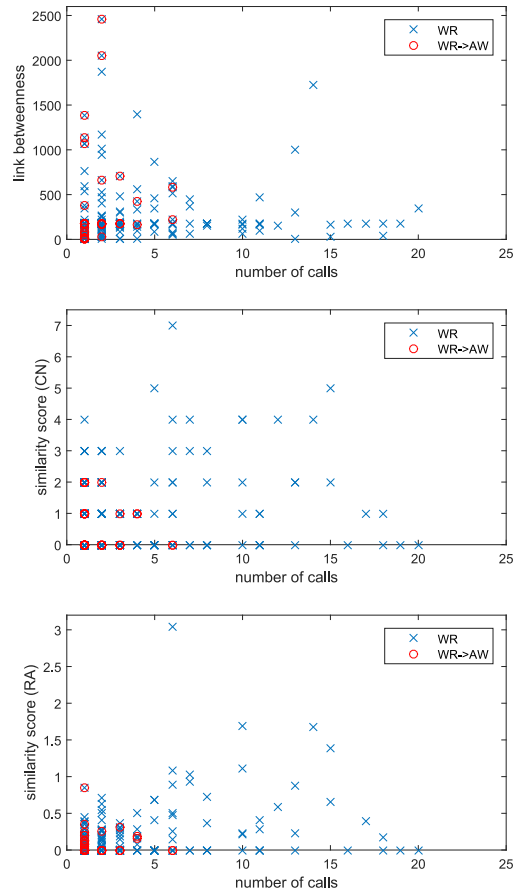 2500
2000
1500
1000
500
0
link betweenness
WR
WR->AW
0 5 10 15 20 25
number of calls
7
6
5
4
3
2
1
0
similarity score (CN)
WR
WR->AW
0 5 10 15 20 25
number of calls
3
2.5
2
1.5
1
0.5
0
similarity score (RA)
WR
WR->AW
0 5 10 15 20 25
number of calls